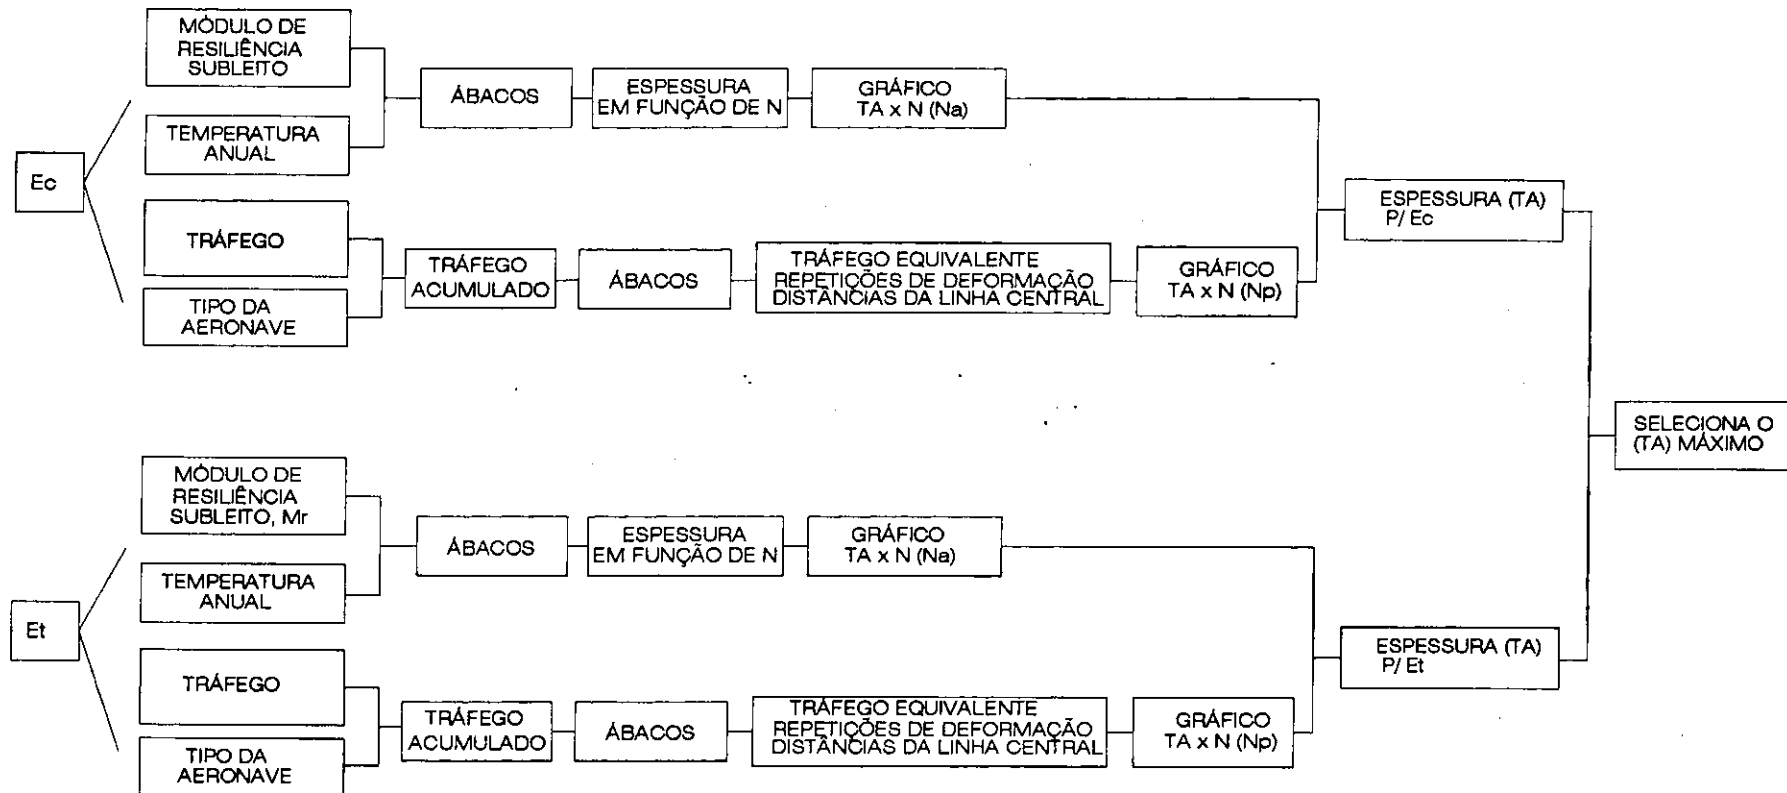 MÓDULO DE
RESILIÊNCIA
SUBLEITO
TEMPERATURA
ANUAL
Ec
TRÁFEGO
TIPO DA
AERONAVE
ÁBACOS
ESPESSURA
EM FUNÇÃO DE N
GRÁFICO
TA x N (Na)
TRÁFEGO
ACUMULADO
ÁBACOS
TRÁFEGO EQUIVALENTE
REPETIÇÕES DE DEFORMAÇÃO
DISTÂNCIAS DA LINHA CENTRAL
GRÁFICO
TA x N (Np)
ESPESSURA (TA)
P/ Ec
SELECIONA O
(TA) MÁXIMO
MÓDULO DE
RESILIÊNCIA
SUBLEITO, Mr
TEMPERATURA
ANUAL
Et
TRÁFEGO
TIPO DA
AERONAVE
ÁBACOS
ESPESSURA
EM FUNÇÃO DE N
GRÁFICO
TA x N (Na)
TRÁFEGO
ACUMULADO
ÁBACOS
TRÁFEGO EQUIVALENTE
REPETIÇÕES DE DEFORMAÇÃO
DISTÂNCIAS DA LINHA CENTRAL
GRÁFICO
TA x N (Np)
ESPESSURA (TA)
P/ Et